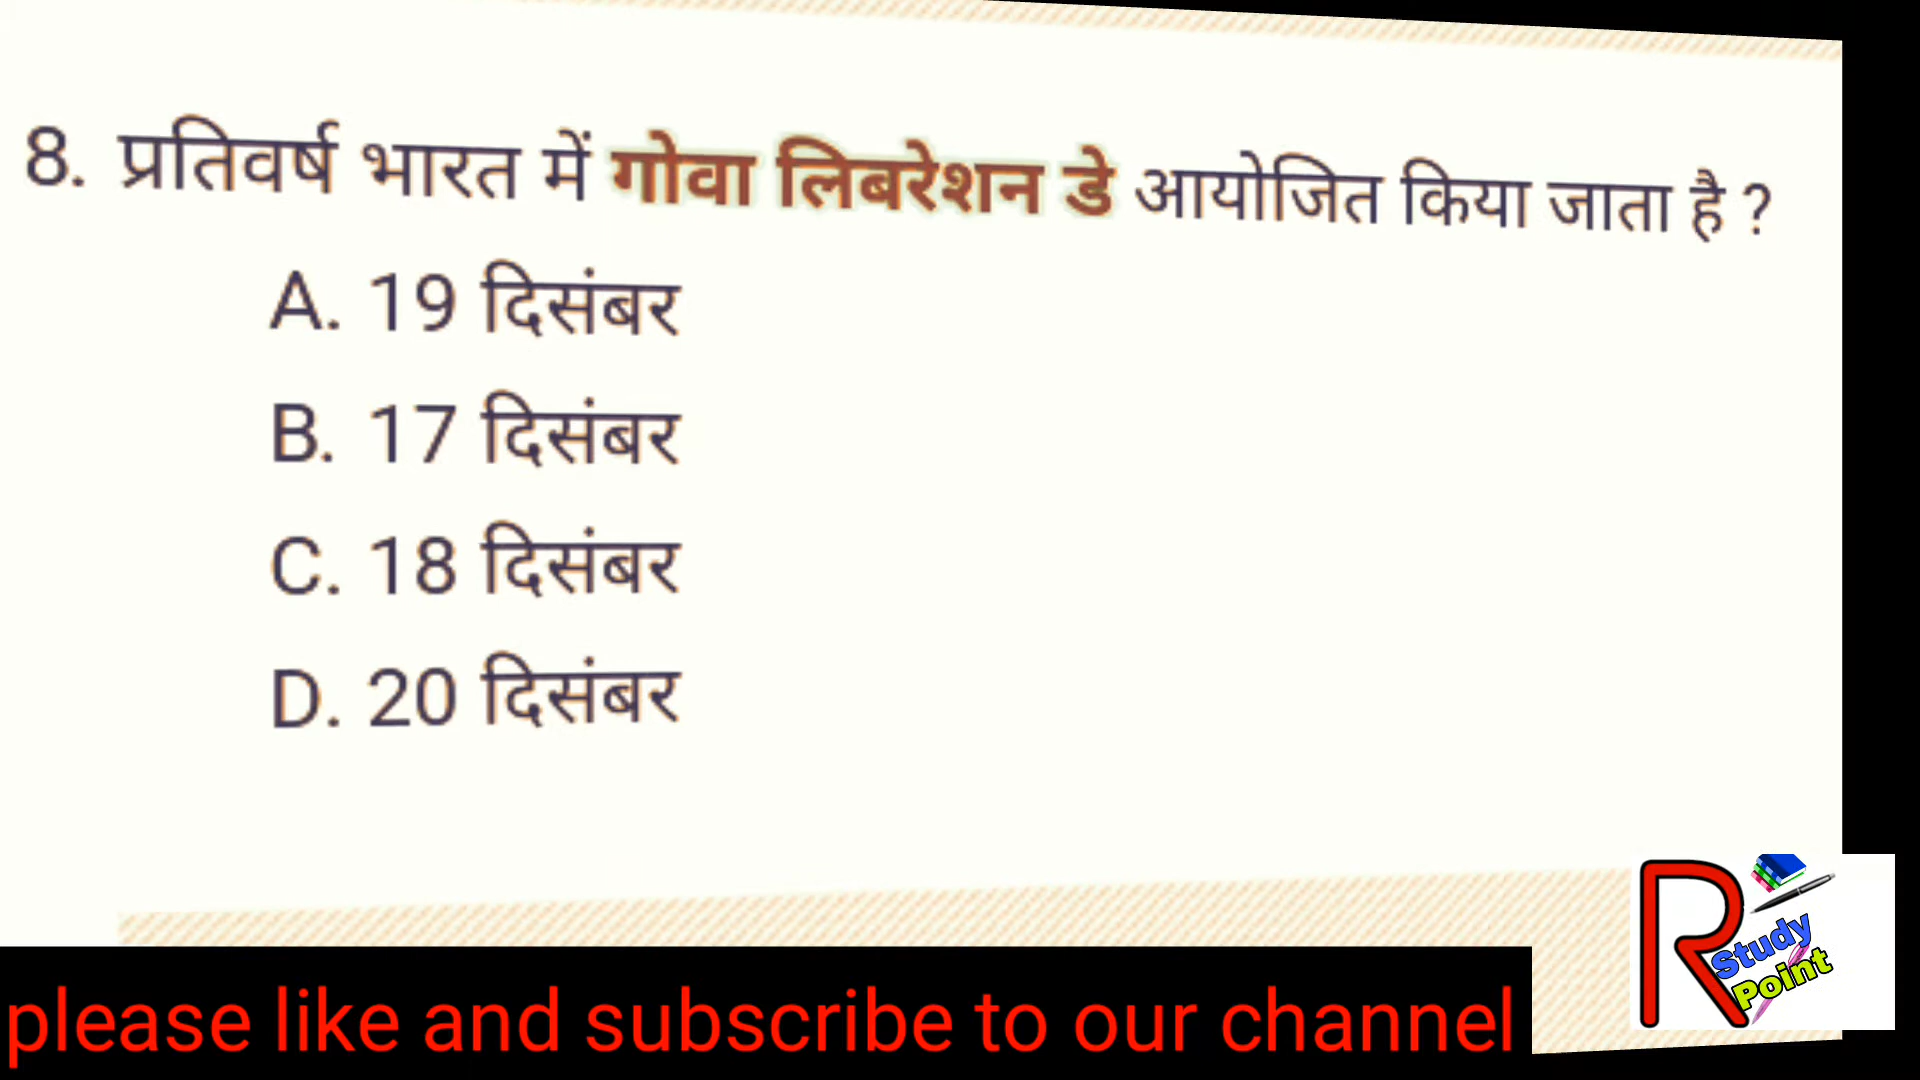 8. प्रतिवर्ष भारत में गोवा लिबरेशन डे आयोजित किया जाता है ?
A. 19 दिसंबर
B. 17 दिसंबर
C. 18 दिसंबर
D. 20 दिसंबर
R Study
Point
please like and subscribe to our channel